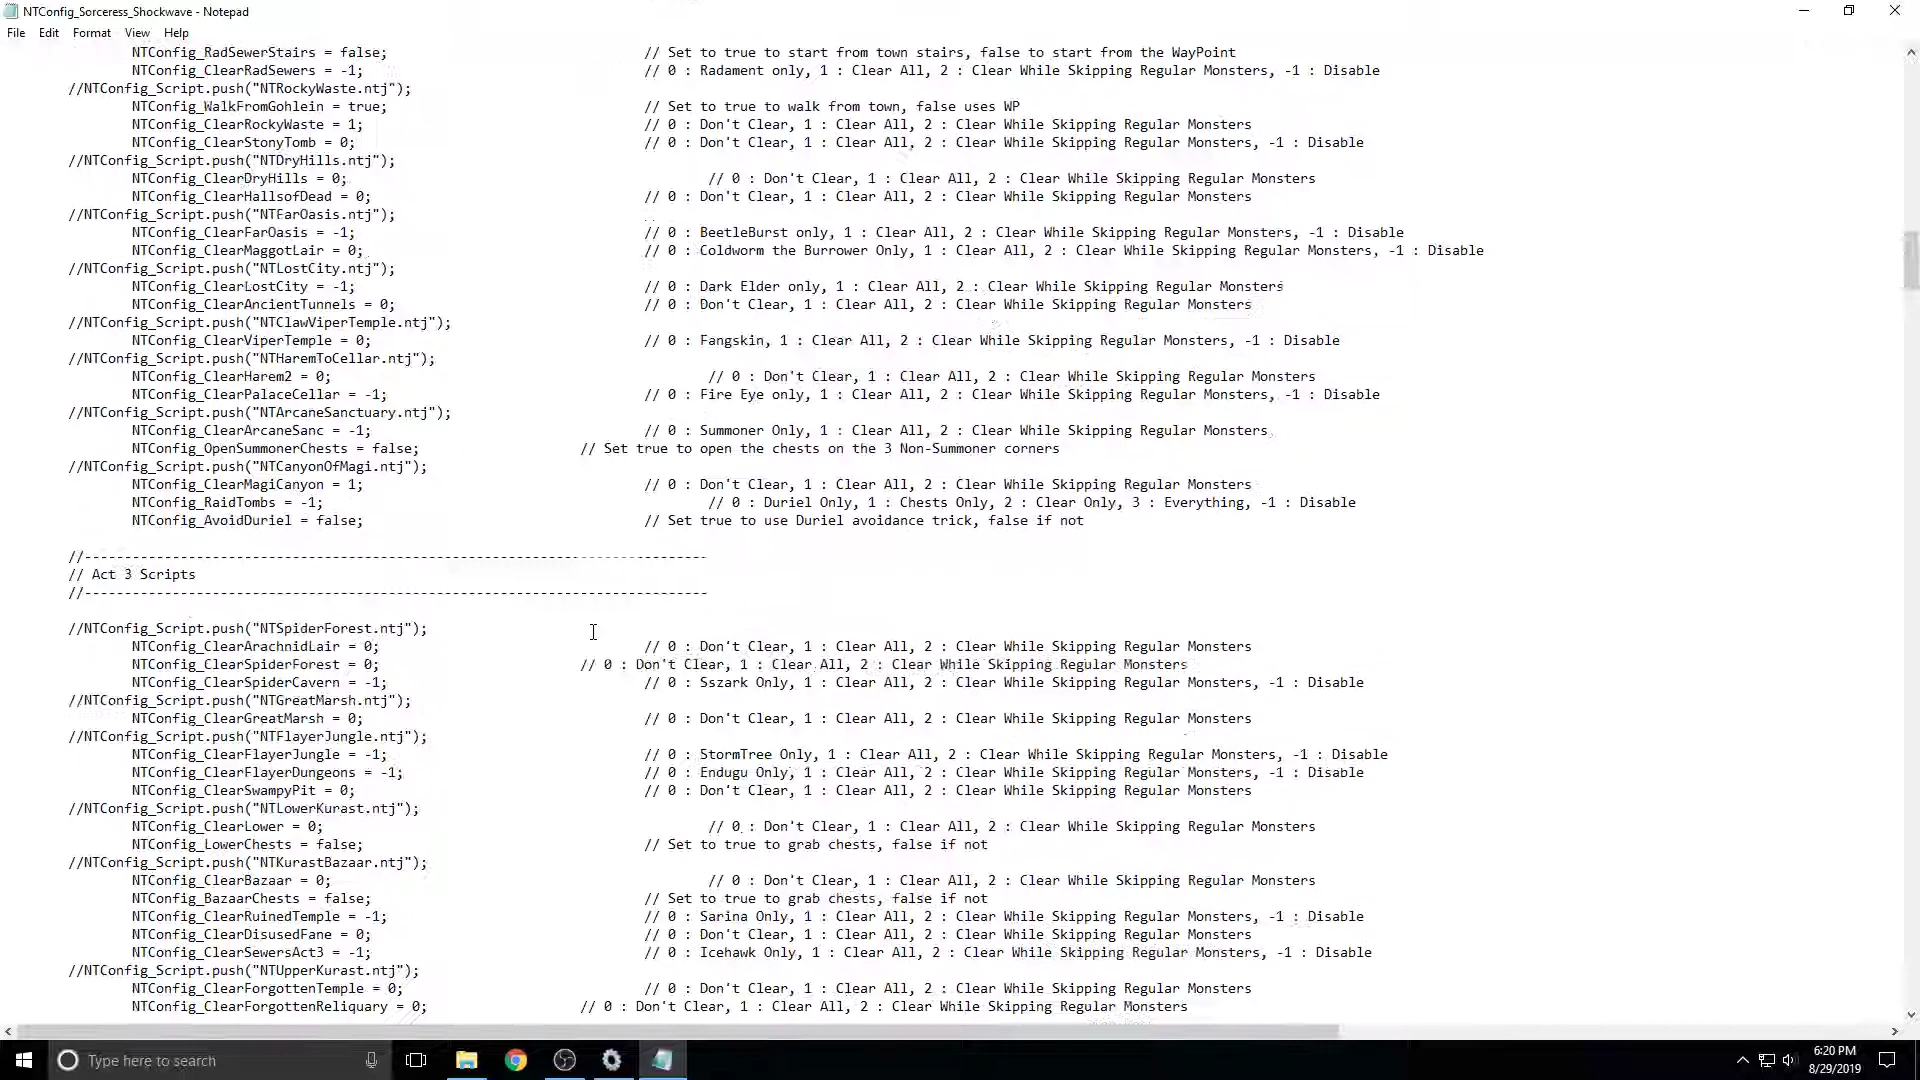 NTConfig_Sorceress_Shockwave - Notepad
File Edit Format View Help
NTConfig_RadSewerStairs = false; // Set to true to start from town stairs, false to start from the WayPoint
NTConfig_ClearRadSewers = -1; // 0 : Radament only, 1 : Clear All, 2 : Clear While Skipping Regular Monsters, -1 : Disable
//NTConfig_Script.push("NTRockyWaste.ntj");
NTConfig_WalkFromGohlein = true; // Set to true to walk from town, false uses WP
NTConfig_ClearRockyWaste = 1; // 0 : Don't Clear, 1 : Clear All, 2 : Clear While Skipping Regular Monsters
NTConfig_ClearStonyTomb = 0; // 0 : Don't Clear, 1 : Clear All, 2 : Clear While Skipping Regular Monsters, -1 : Disable
//NTConfig_Script.push("NTDryHills.ntj");
NTConfig_ClearDryHills = 0; // 0 : Don't Clear, 1 : Clear All, 2 : Clear While Skipping Regular Monsters
NTConfig_ClearHallsofDead = 0; // 0 : Don't Clear, 1 : Clear All, 2 : Clear While Skipping Regular Monsters
//NTConfig_Script.push("NTFarOasis.ntj");
NTConfig_ClearFarOasis = -1; // 0 : BeetleBurst only, 1 : Clear All, 2 : Clear While Skipping Regular Monsters, -1 : Disable
NTConfig_ClearMaggotLair = 0; // 0 : Coldworm the Burrower Only, 1 : Clear All, 2 : Clear While Skipping Regular Monsters, -1 : Disable
//NTConfig_Script.push("NTLostCity.ntj");
NTConfig_ClearLostCity = -1; // 0 : Dark Elder only, 1 : Clear All, 2 : Clear While Skipping Regular Monsters
NTConfig_ClearAncientTunnels = 0; // 0 : Don't Clear, 1 : Clear All, 2 : Clear While Skipping Regular Monsters
//NTConfig_Script.push("NTClawViperTemple.ntj");
NTConfig_ClearViperTemple = 0; // 0 : Fangskin, 1 : Clear All, 2 : Clear While Skipping Regular Monsters, -1 : Disable
//NTConfig_Script.push("NTHaremToCellar.ntj");
NTConfig_ClearHarem2 = 0; // 0 : Don't Clear, 1 : Clear All, 2 : Clear While Skipping Regular Monsters
NTConfig_ClearPalaceCellar = -1; // 0 : Fire Eye only, 1 : Clear All, 2 : Clear While Skipping Regular Monsters, -1 : Disable
//NTConfig_Script.push("NTArcaneSanctuary.ntj");
NTConfig_ClearArcaneSanc = -1; // 0 : Summoner Only, 1 : Clear All, 2 : Clear While Skipping Regular Monsters
NTConfig_OpenSummonerChests = false; // Set true to open the chests on the 3 Non-Summoner corners
//NTConfig_Script.push("NTCanyonOfMagi.ntj");
NTConfig_ClearMagiCanyon = 1; // 0 : Don't Clear, 1 : Clear All, 2 : Clear While Skipping Regular Monsters
NTConfig_RaidTombs = -1; // 0 : Duriel Only, 1 : Chests Only, 2 : Clear Only, 3 : Everything, -1 : Disable
NTConfig_AvoidDuriel = false; // Set true to use Duriel avoidance trick, false if not
//------------------------------------------------------------------------------
// Act 3 Scripts
//------------------------------------------------------------------------------
//NTConfig_Script.push("NTSpiderForest.ntj");
NTConfig_ClearArachnidLair = 0; // 0 : Don't Clear, 1 : Clear All, 2 : Clear While Skipping Regular Monsters
NTConfig_ClearSpiderForest = 0; // 0 : Don't Clear, 1 : Clear All, 2 : Clear While Skipping Regular Monsters
NTConfig_ClearSpiderCavern = -1; // 0 : Sszark Only, 1 : Clear All, 2 : Clear While Skipping Regular Monsters, -1 : Disable
//NTConfig_Script.push("NTGreatMarsh.ntj");
NTConfig_ClearGreatMarsh = 0; // 0 : Don't Clear, 1 : Clear All, 2 : Clear While Skipping Regular Monsters
//NTConfig_Script.push("NTFlayerJungle.ntj");
NTConfig_ClearFlayerJungle = -1; // 0 : StormTree Only, 1 : Clear All, 2 : Clear While Skipping Regular Monsters, -1 : Disable
NTConfig_ClearFlayerDungeons = -1; // 0 : Endugu Only, 1 : Clear All, 2 : Clear While Skipping Regular Monsters, -1 : Disable
NTConfig_ClearSwampyPit = 0; // 0 : Don't Clear, 1 : Clear All, 2 : Clear While Skipping Regular Monsters
//NTConfig_Script.push("NTLowerKurast.ntj");
NTConfig_ClearLower = 0; // 0 : Don't Clear, 1 : Clear All, 2 : Clear While Skipping Regular Monsters
NTConfig_LowerChests = false; // Set to true to grab chests, false if not
//NTConfig_Script.push("NTKurastBazaar.ntj");
NTConfig_ClearBazaar = 0; // 0 : Don't Clear, 1 : Clear All, 2 : Clear While Skipping Regular Monsters
NTConfig_BazaarChests = false; // Set to true to grab chests, false if not
NTConfig_ClearRuinedTemple = -1; // 0 : Sarina Only, 1 : Clear All, 2 : Clear While Skipping Regular Monsters, -1 : Disable
NTConfig_ClearDisusedFane = 0; // 0 : Don't Clear, 1 : Clear All, 2 : Clear While Skipping Regular Monsters
NTConfig_ClearSewersAct3 = -1; // 0 : Icehawk Only, 1 : Clear All, 2 : Clear While Skipping Regular Monsters, -1 : Disable
//NTConfig_Script.push("NTUpperKurast.ntj");
NTConfig_ClearForgottenTemple = 0; // 0 : Don't Clear, 1 : Clear All, 2 : Clear While Skipping Regular Monsters
NTConfig_ClearForgottenReliquary = 0; // 0 : Don't Clear, 1 : Clear All, 2 : Clear While Skipping Regular Monsters
Type here to search
6:20 PM
8/29/2019